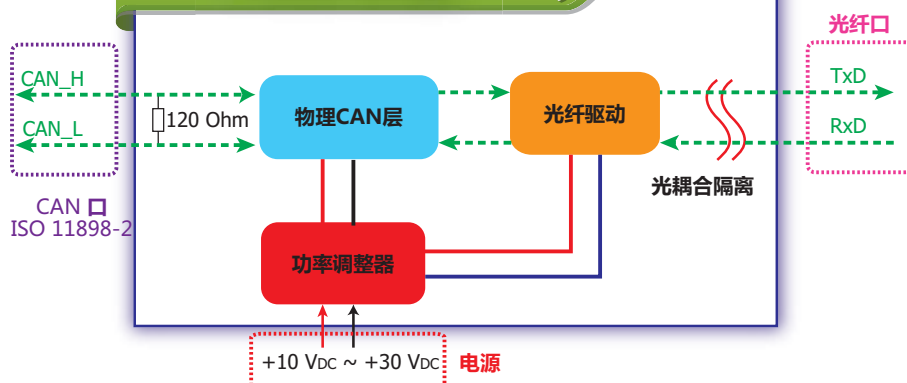 光纤口
CAN_H
TxD
120 Ohm
物理CAN层
光纤驱动
CAN_L
RxD
光耦合隔离
CAN 口
ISO 11898-2
功率调整器
+10 VDC ~ +30 VDC
电源